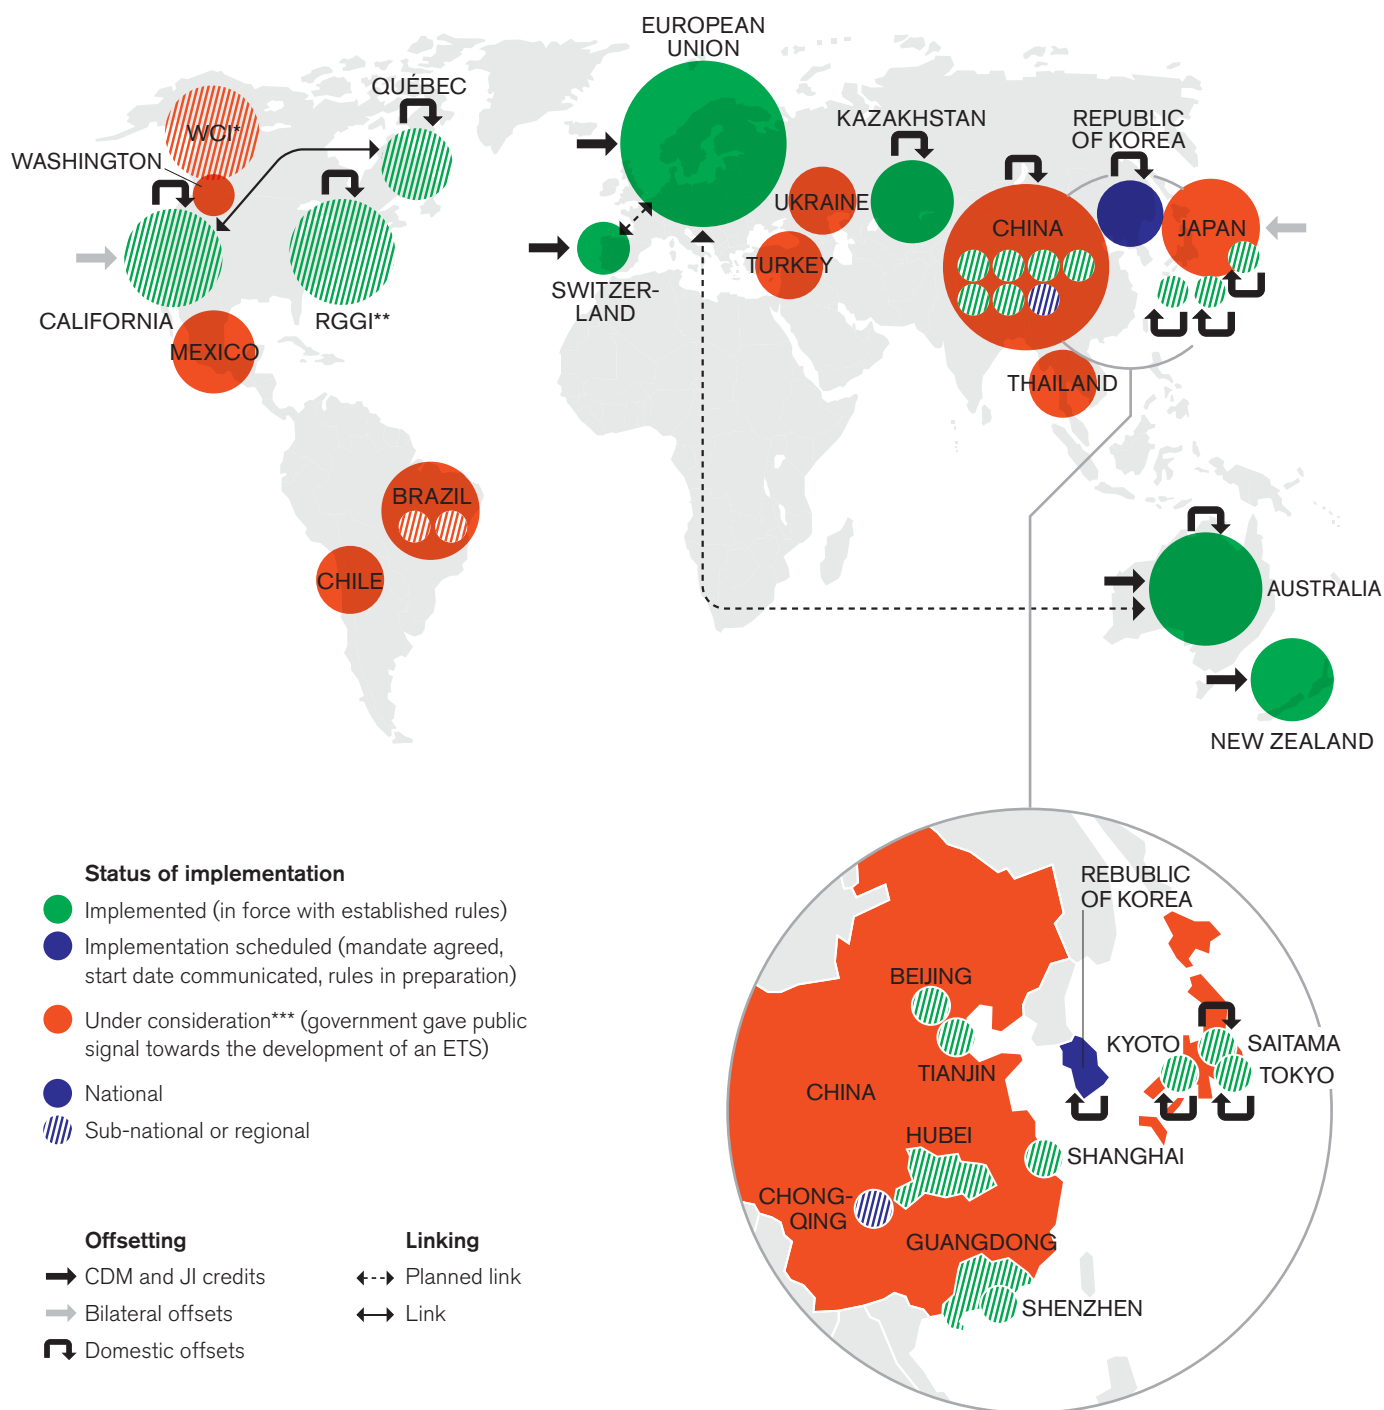 EUROPEAN
UNION
QUÉBEC
WCI*
WASHINGTON
KAZAKHSTAN
REPUBLIC
OF KOREA
UKRAINE
CHINA
JAPAN
TURKEY
SWITZER-
LAND
CALIFORNIA
RGGI**
MEXICO
THAILAND
BRAZIL
CHILE
AUSTRALIA
NEW ZEALAND
Status of implementation
Implemented (in force with established rules)
Implementation scheduled (mandate agreed,
start date communicated, rules in preparation)
Under consideration*** (government gave public
signal towards the development of an ETS)
National
Sub-national or regional
Offsetting
CDM and JI credits
Bilateral offsets
Domestic offsets
Linking
Planned link
Link
REBUBLIC
OF KOREA
BEIJING
TIANJIN
KYOTO
SAITAMA
TOKYO
CHINA
HUBEI
SHANGHAI
CHONG-
QING
GUANGDONG
SHENZHEN